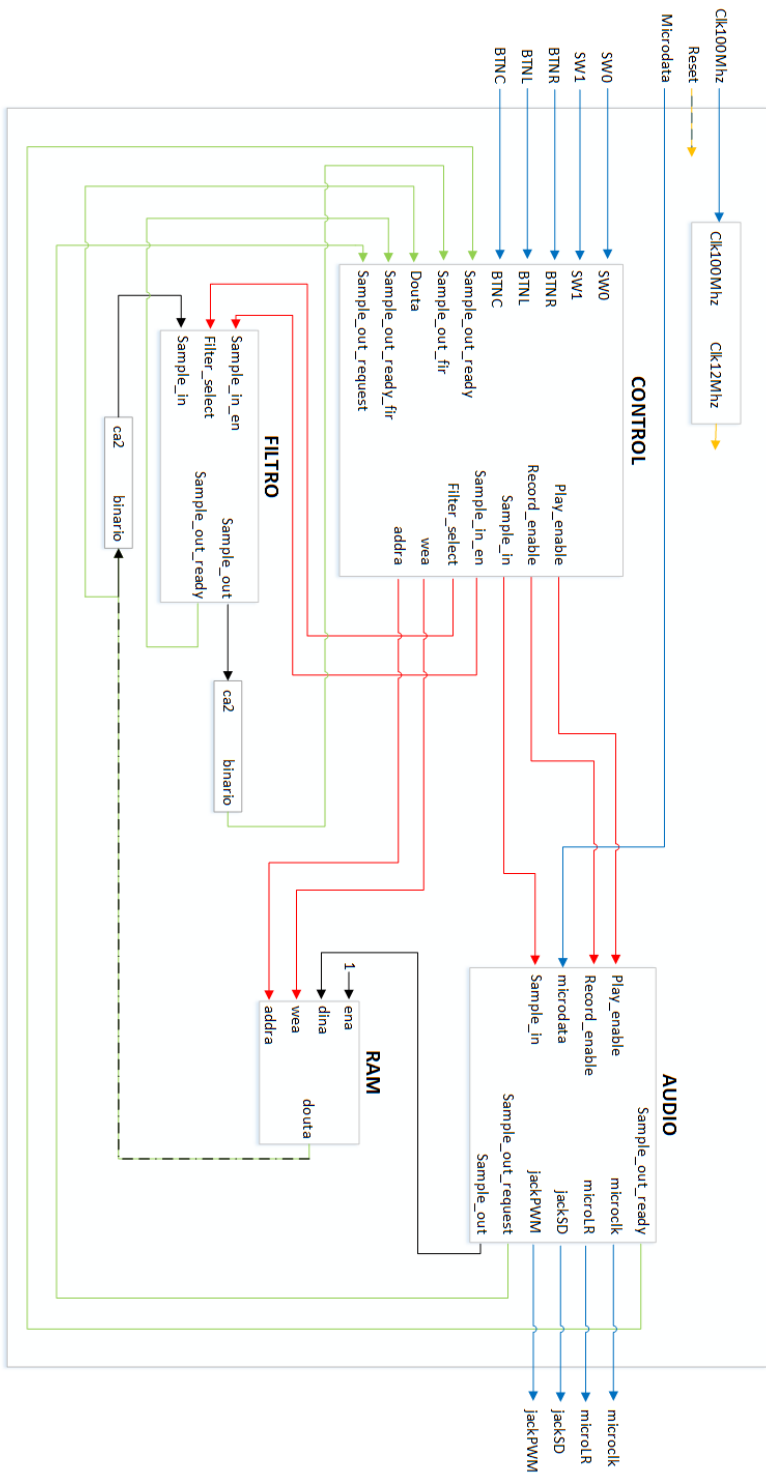 Clk100Mhz
Reset
Microdata
SW0
SW1
BTNR
BTNL
BTNC
Clk100Mhz
Clk12Mhz
CONTROL
SW0
SW1
BTNR
BTNL
BTNC
Sample_out_ready
Sample_out_fir
Douta
Sample_out_ready_fir
Sample_out_request
Play_enable
Record_enable
Sample_in
Sample_in_en
Filter_select
wea
addra
FILTRO
Sample_in_en
Filter_select
Sample_in
Sample_out
Sample_out_ready
ca2
binario
ca2
binario
RAM
1
ena
dina
wea
addra
douta
AUDIO
Play_enable
Record_enable
microdata
Sample_in
Sample_out_ready
microclk
microLR
jackSD
jackPWM
Sample_out_request
Sample_out
microclk
microLR
jackSD
jackPWM